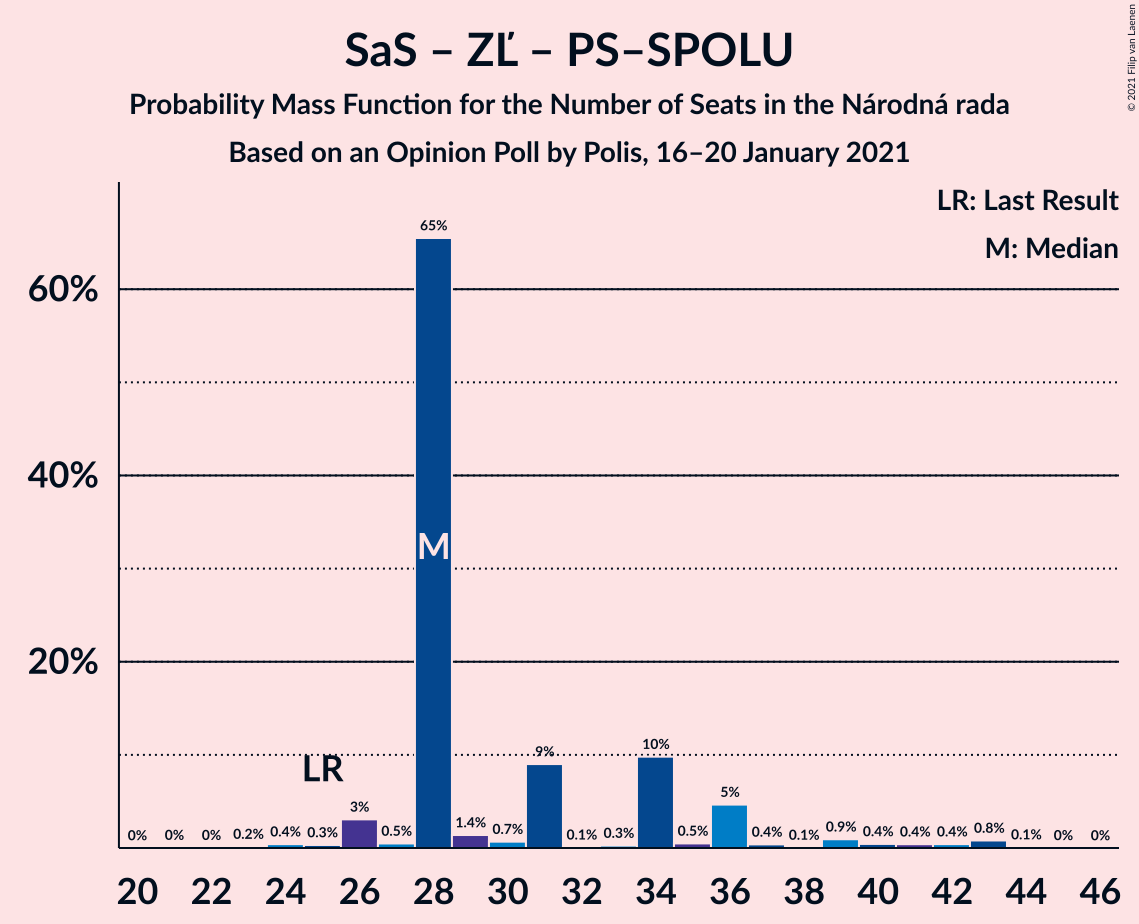 SaS – ZĽ – PS–SPOLU
Probability Mass Function for the Number of Seats in the Národná rada
Based on an Opinion Poll by Polis, 16–20 January 2021
© 2021 Filip van Laenen
LR: Last Result
M: Median
60%
40%
20%
LR
M
0% 0% 0% 0.2% 0.4% 0.3% 3% 0.5% 65% 1.4% 0.7% 9% 0.1% 0.3% 10% 0.5% 5% 0.4% 0.1% 0.9% 0.4% 0.4% 0.4% 0.8% 0.1% 0% 0%
20 22 24 26 28 30 32 34 36 38 40 42 44 46